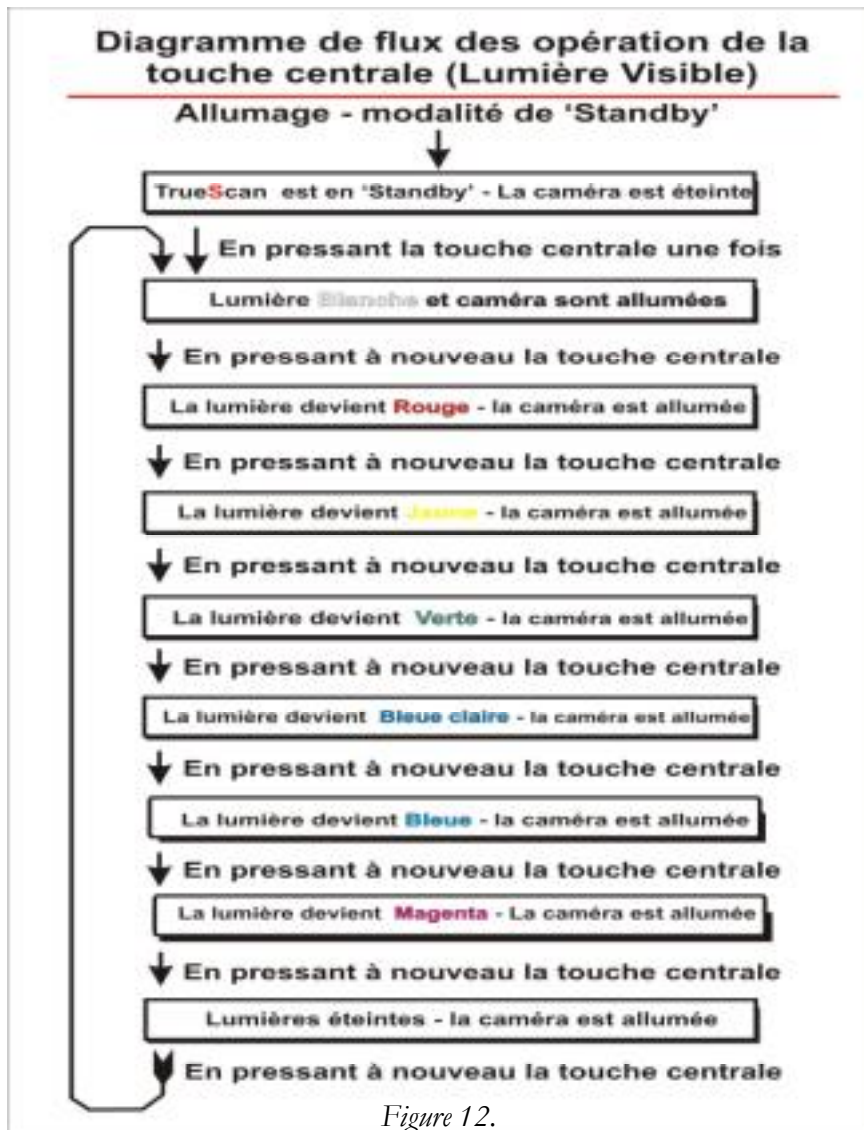 Diagramme de flux des opération de la
touche centrale (Lumière Visible)
Allumage - modalité de ‘Standby’
TrueScan est en ‘Standby’ - La caméra est éteinte
En pressant la touche centrale une fois
Lumière Blanche et caméra sont allumées
En pressant à nouveau la touche centrale
La lumière devient Rouge - la caméra est allumée
En pressant à nouveau la touche centrale
La lumière devient Jaune - la caméra est allumée
En pressant à nouveau la touche centrale
La lumière devient Verte - la caméra est allumée
En pressant à nouveau la touche centrale
La lumière devient Bleue claire - la caméra est allumée
En pressant à nouveau la touche centrale
La lumière devient Bleue - la caméra est allumée
En pressant à nouveau la touche centrale
La lumière devient Magenta - La caméra est allumée
En pressant à nouveau la touche centrale
Lumières éteintes - la caméra est allumée
En pressant à nouveau la touche centrale
Figure 12.